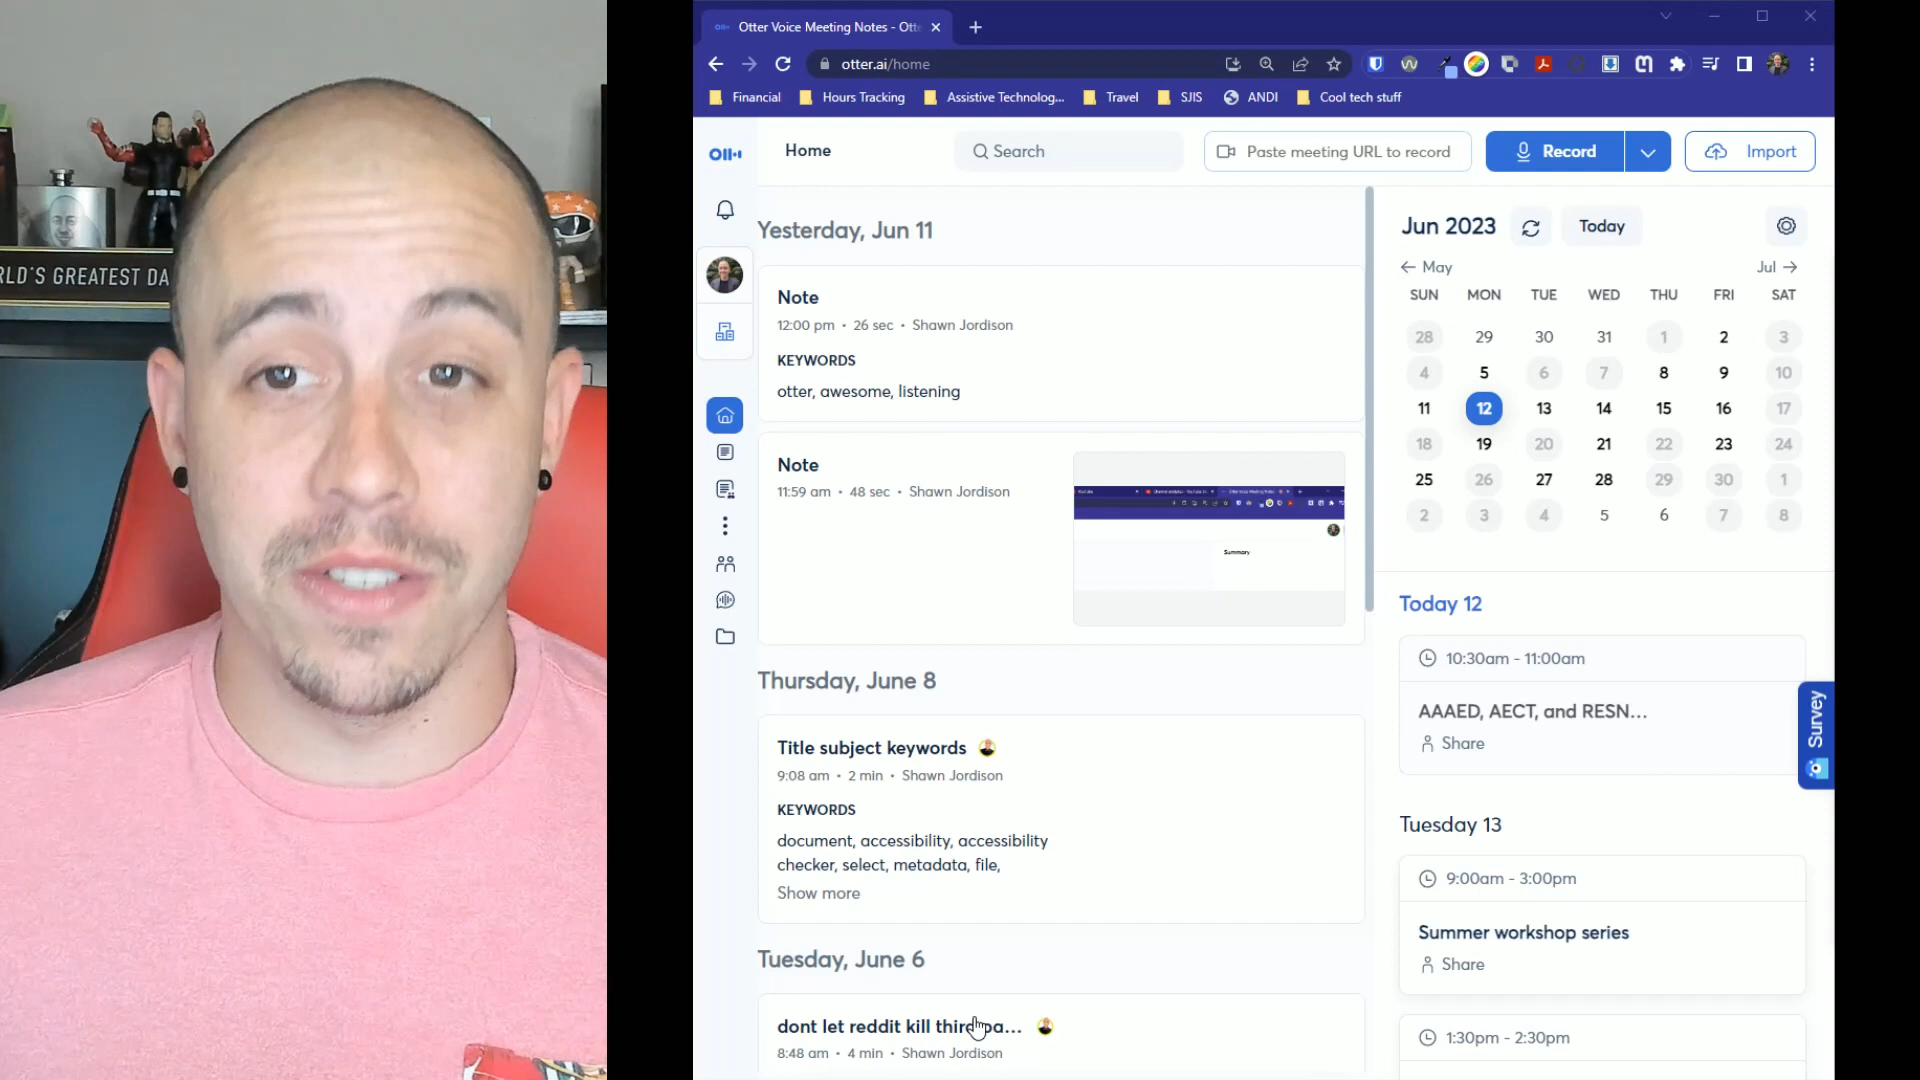 RLD'S GREATEST DA
Otter Voice Meeting Notes - Ott
otter.ai/home
Financial
Hours Tracking
Assistive Technolog...
Travel
SJIS
ANDI
Cool tech stuff
Home
Search
Paste meeting URL to record
Record
Import
Yesterday, Jun 11
Note
12:00 pm • 26 sec • Shawn Jordison
KEYWORDS
otter, awesome, listening
Note
11:59 am • 48 sec • Shawn Jordison
Summary
Thursday, June 8
Title subject keywords
9:08 am • 2 min • Shawn Jordison
KEYWORDS
document, accessibility, accessibility
checker, select, metadata, file,
Show more
Tuesday, June 6
dont let reddit kill third pa...
8:48 am • 4 min • Shawn Jordison
Jun 2023
Today
← May
Jul →
SUN MON TUE WED THU FRI SAT
28 29 30 31 1 2 3
4 5 6 7 8 9 10
11 12 13 14 15 16 17
18 19 20 21 22 23 24
25 26 27 28 29 30 1
2 3 4 5 6 7 8
Today 12
10:30am - 11:00am
AAAED, AECT, and RESN...
Share
Survey
Tuesday 13
9:00am - 3:00pm
Summer workshop series
Share
1:30pm - 2:30pm